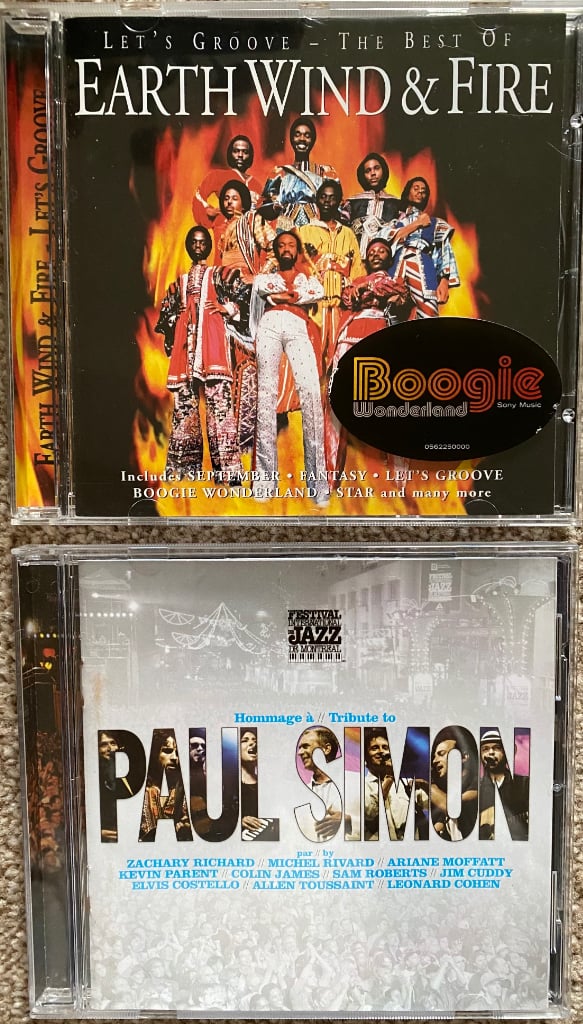 LET'S GROOVE – THE BEST OF
EARTH WIND & FIRE
EARTH WIND & FIRE - LET'S GROOVE
Boogie
Wonderland
Sony Music
0562250000
Includes SEPTEMBER • FANTASY • LET'S GROOVE
BOOGIE WONDERLAND • STAR and many more
FESTIVAL
INTERNATIONAL
DE JAZZ
DE MONTREAL
Hommage à // Tribute to
PAUL SIMON
par // by
ZACHARY RICHARD // MICHEL RIVARD // ARIANE MOFFATT
KEVIN PARENT // COLIN JAMES // SAM ROBERTS // JIM CUDDY
ELVIS COSTELLO // ALLEN TOUSSAINT // LEONARD COHEN